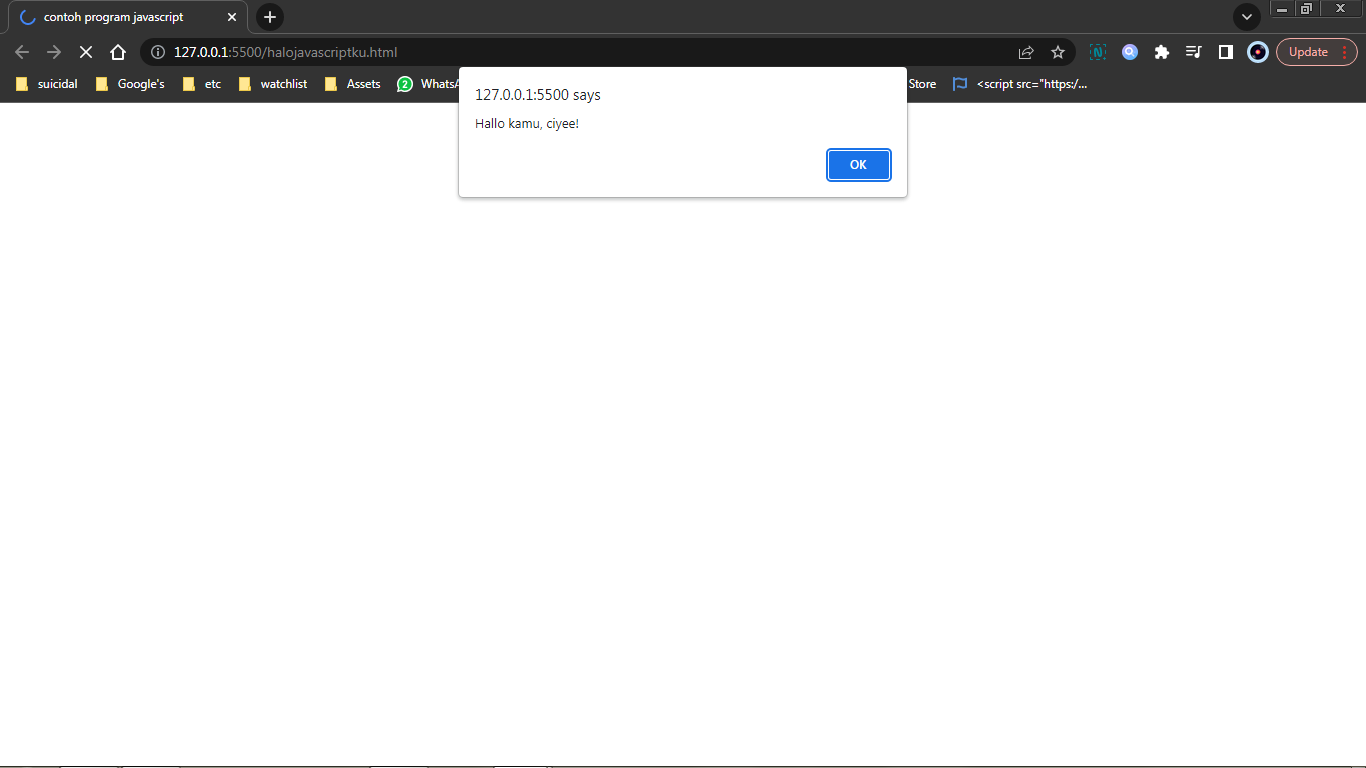 contoh program javascript
127.0.0.1:5500/halojavascriptku.html
Update
suicidal
Google's
etc
watchlist
Assets
2
WhatsA
Store
<script src="https:/...
127.0.0.1:5500 says
Hallo kamu, ciyee!
OK